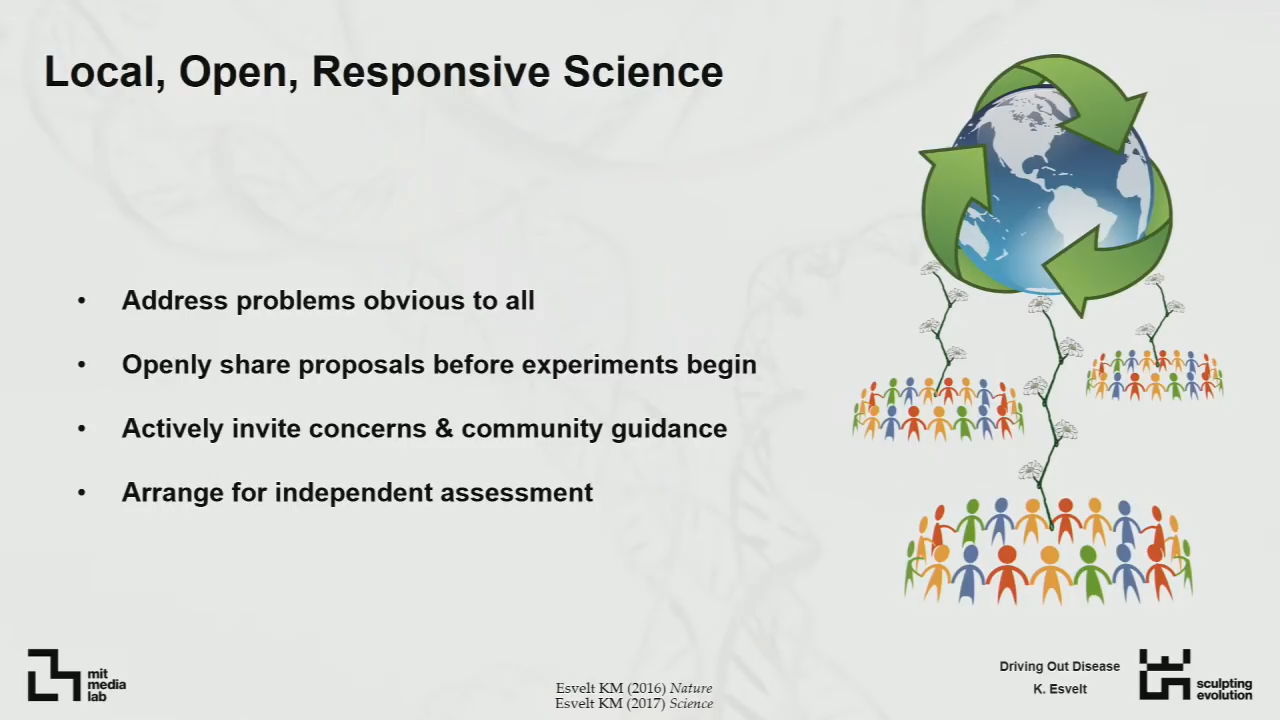 Local, Open, Responsive Science
• Address problems obvious to all
• Openly share proposals before experiments begin
• Actively invite concerns & community guidance
• Arrange for independent assessment
mit
media
lab
Esvelt KM (2016) Nature
Esvelt KM (2017) Science
Driving Out Disease
K. Esvelt
sculpting
evolution